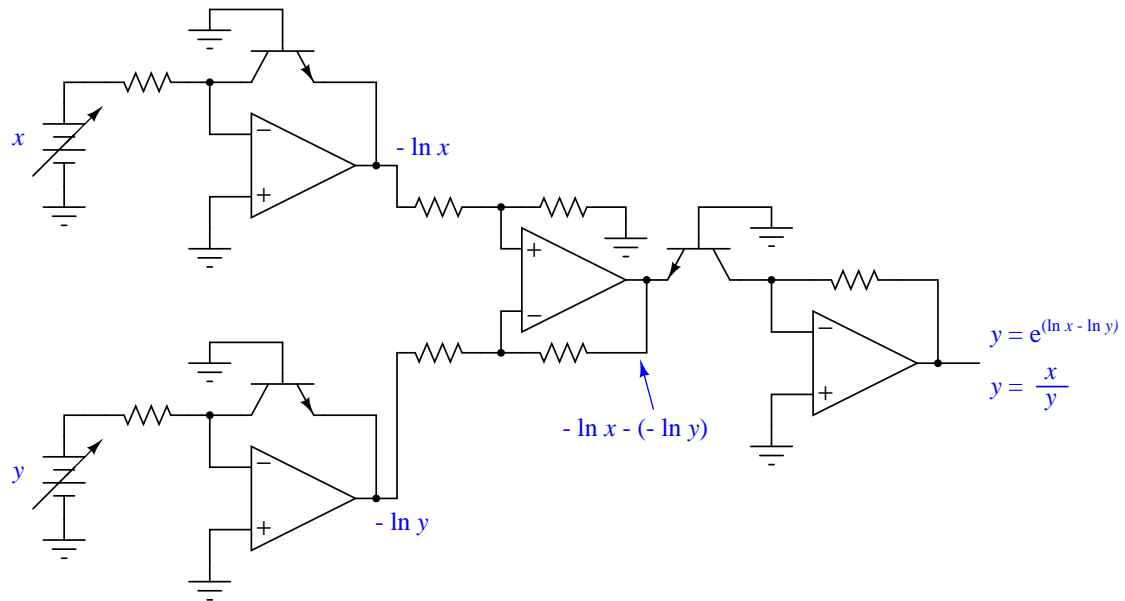 x
- ln x
y = e(ln x - ln y)
y = x/y
- ln x - (- ln y)
y
- ln y